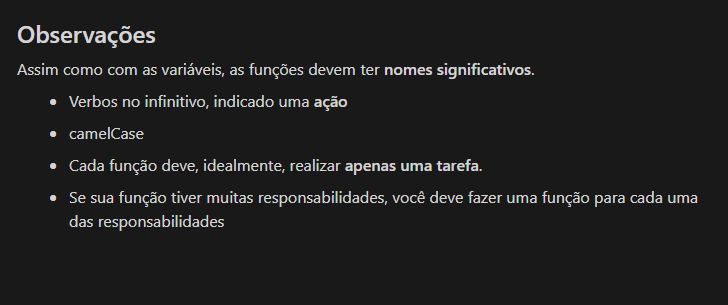 Observações
Assim como com as variáveis, as funções devem ter nomes significativos.
Verbos no infinitivo, indicado uma ação
camelCase
Cada função deve, idealmente, realizar apenas uma tarefa.
Se sua função tiver muitas responsabilidades, você deve fazer uma função para cada uma
das responsabilidades